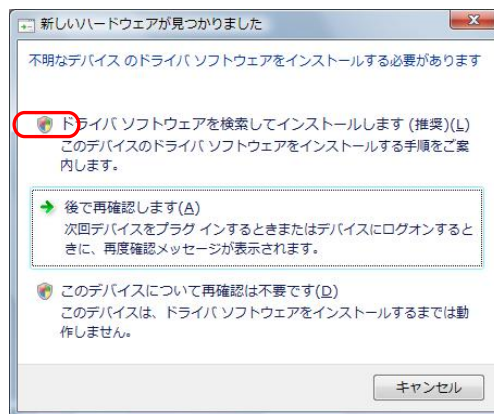 新しいハードウェアが見つかりました
不明なデバイス のドライバ ソフトウェアをインストールする必要があります
ドライバ ソフトウェアを検索してインストールします (推奨)(L)
このデバイスのドライバ ソフトウェアをインストールする手順をご案
内します。
後で再確認します(A)
次回デバイスをプラグ インするときまたはデバイスにログオンすると
きに、再度確認メッセージが表示されます。
このデバイスについて再確認は不要です(D)
このデバイスは、ドライバ ソフトウェアをインストールするまでは動
作しません。
キャンセル